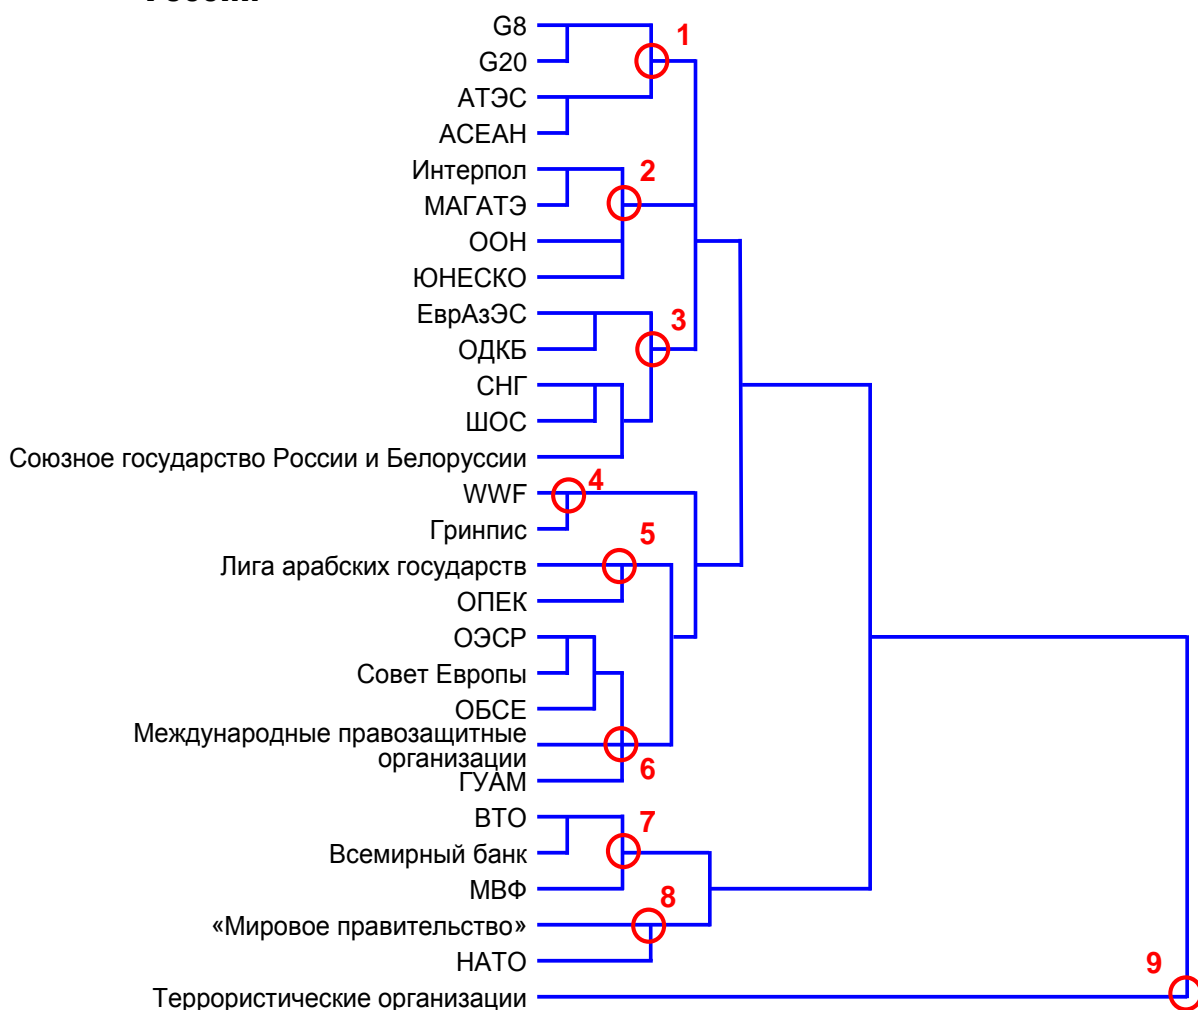 G8
1
G20
АТЭС
АСЕАН
Интерпол
2
МАГАТЭ
ООН
ЮНЕСКО
ЕврАзЭС
3
ОДКБ
СНГ
ШОС
Союзное государство России и Белоруссии
WWF
4
Гринпис
5
Лига арабских государств
ОПЕК
ОЭСР
Совет Европы
ОБСЕ
Международные правозащитные
организации
6
ГУАМ
ВТО
7
Всемирный банк
МВФ
8
«Мировое правительство»
НАТО
9
Террористические организации